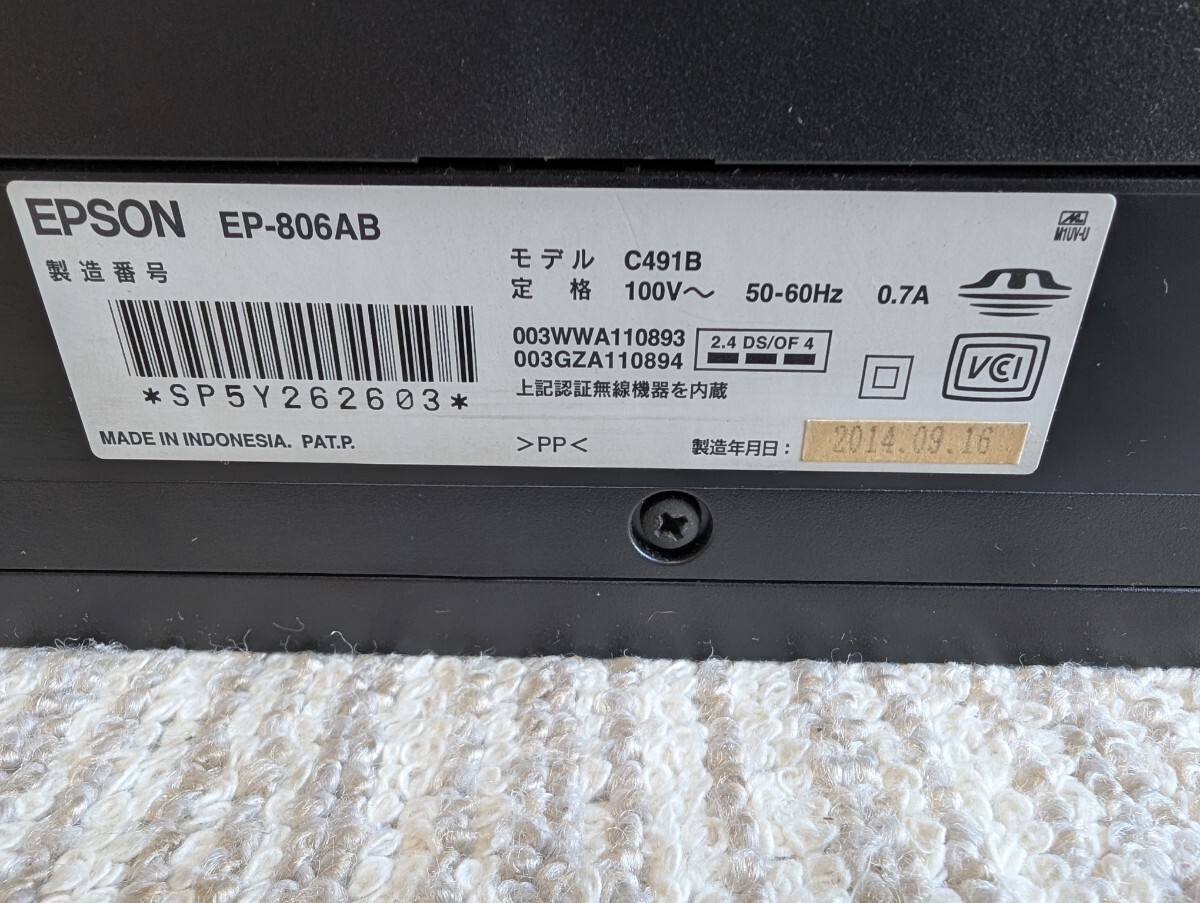 EPSON EP-806AB
M1UV-U
製造番号
モデル C491B
定格 100V～ 50-60Hz 0.7A
003WWA110893
003GZA110894
2.4 DS/OF 4
上記認証無線機器を内蔵
VCI
*SP5Y262603*
MADE IN INDONESIA. PAT.P.
>PP<
製造年月日：2014.09.16